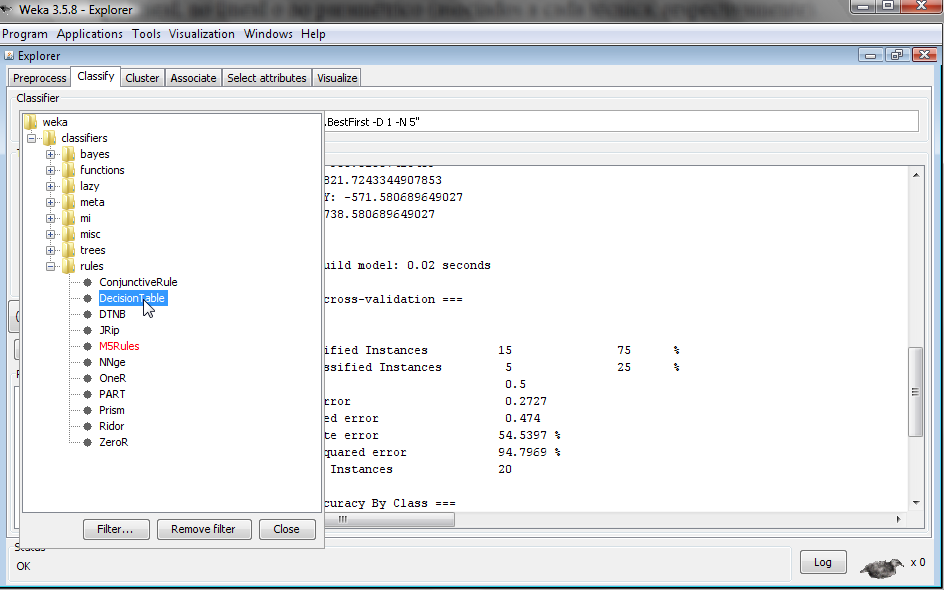 Weka 3.5.8 - Explorer
Program Applications Tools Visualization Windows Help
Explorer
Preprocess Classify Cluster Associate Select attributes Visualize
Classifier
.BestFirst -D 1 -N 5"
weka
classifiers
bayes
functions
lazy
meta
mi
misc
trees
rules
ConjunctiveRule
DecisionTable
DTNB
JRip
M5Rules
NNge
OneR
PART
Prism
Ridor
ZeroR
Filter... Remove filter Close
821.7243344907853
Y: -571.580689649027
738.580689649027
uild model: 0.02 seconds
cross-validation ===
ified Instances 15 75 %
ssified Instances 5 25 %
0.5
rror 0.2727
ed error 0.474
te error 54.5397 %
quared error 94.7969 %
Instances 20
curacy By Class ===
Status
OK
Log
x 0